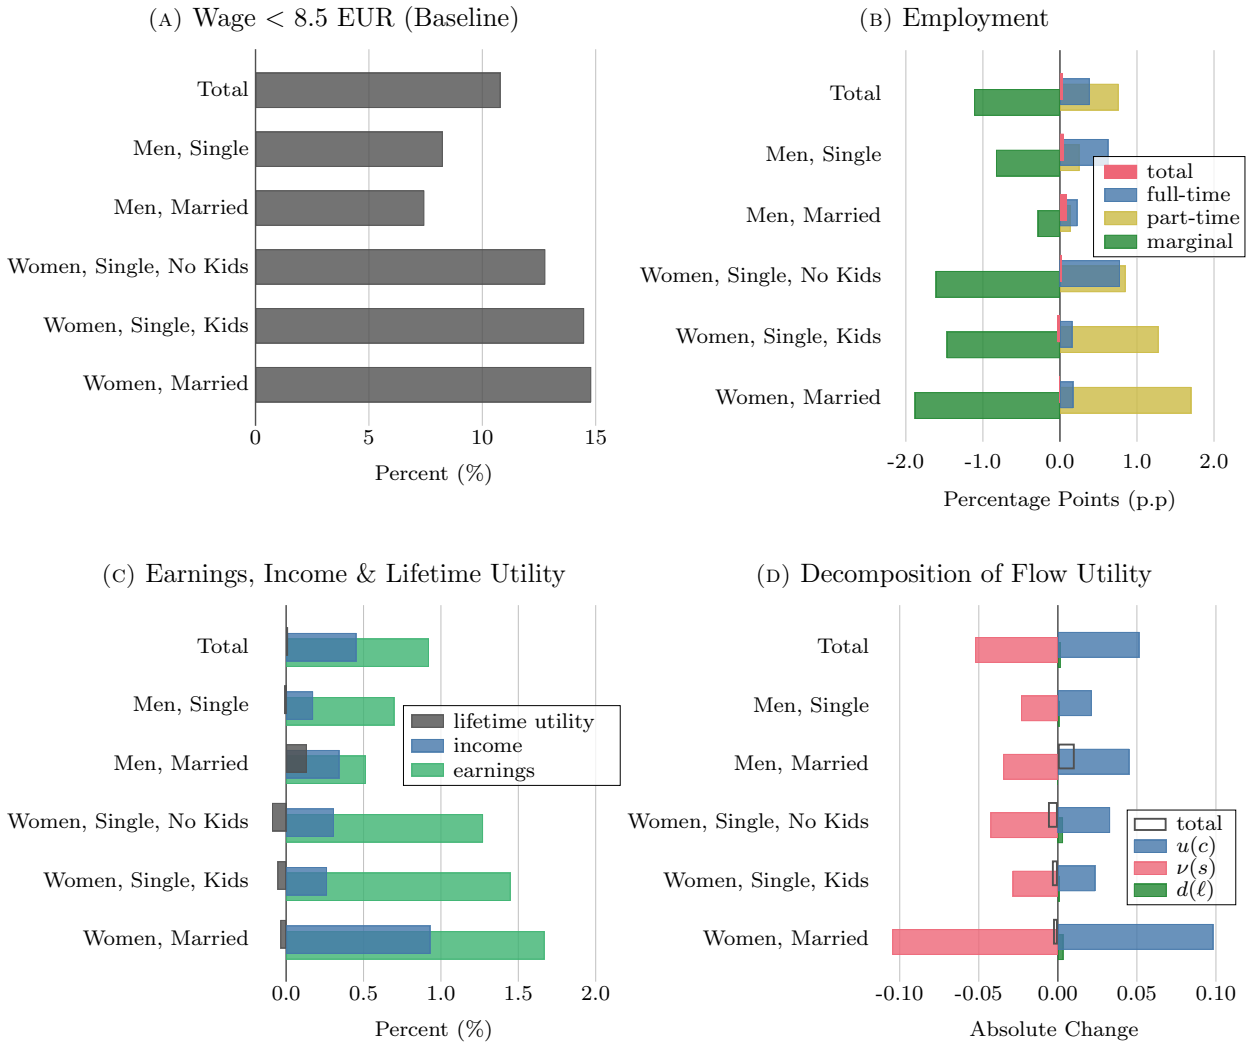 (A) Wage < 8.5 EUR (Baseline)
Total
Men, Single
Men, Married
Women, Single, No Kids
Women, Single, Kids
Women, Married
0 5 10 15
Percent (%)
(B) Employment
Total
Men, Single
Men, Married
Women, Single, No Kids
Women, Single, Kids
Women, Married
total
full-time
part-time
marginal
-2.0 -1.0 0.0 1.0 2.0
Percentage Points (p.p)
(C) Earnings, Income & Lifetime Utility
Total
Men, Single
Men, Married
Women, Single, No Kids
Women, Single, Kids
Women, Married
lifetime utility
income
earnings
0.0 0.5 1.0 1.5 2.0
Percent (%)
(D) Decomposition of Flow Utility
Total
Men, Single
Men, Married
Women, Single, No Kids
Women, Single, Kids
Women, Married
total
u(c)
ν(s)
d(ℓ)
-0.10 -0.05 0.00 0.05 0.10
Absolute Change